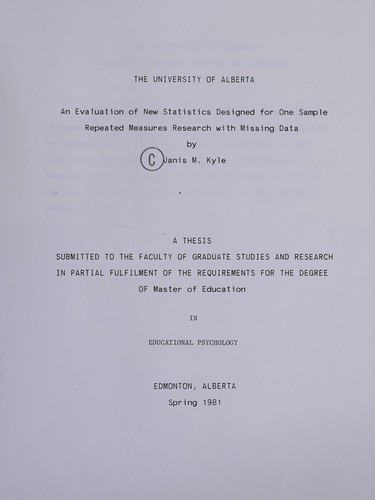 THE UNIVERSITY OF ALBERTA
An Evaluation of New Statistics Designed for One Sample
Repeated Measures Research with Missing Data
by
C Janis M. Kyle
A THESIS
SUBMITTED TO THE FACULTY OF GRADUATE STUDIES AND RESEARCH
IN PARTIAL FULFILMENT OF THE REQUIREMENTS FOR THE DEGREE
OF Master of Education
IN
EDUCATIONAL PSYCHOLOGY
EDMONTON, ALBERTA
Spring 1981